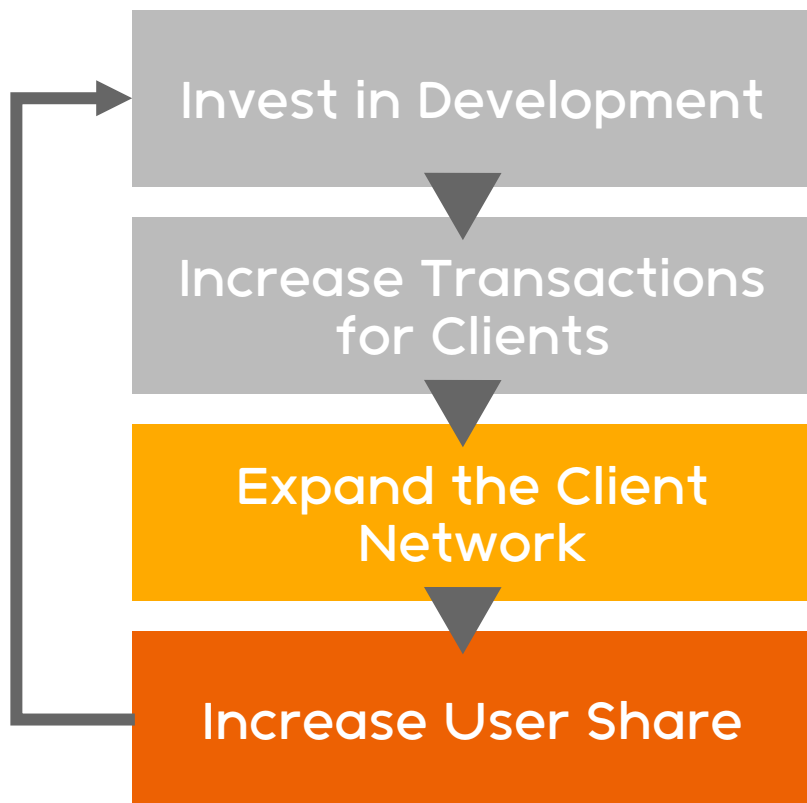 Invest in Development
Increase Transactions
for Clients
Expand the Client
Network
Increase User Share